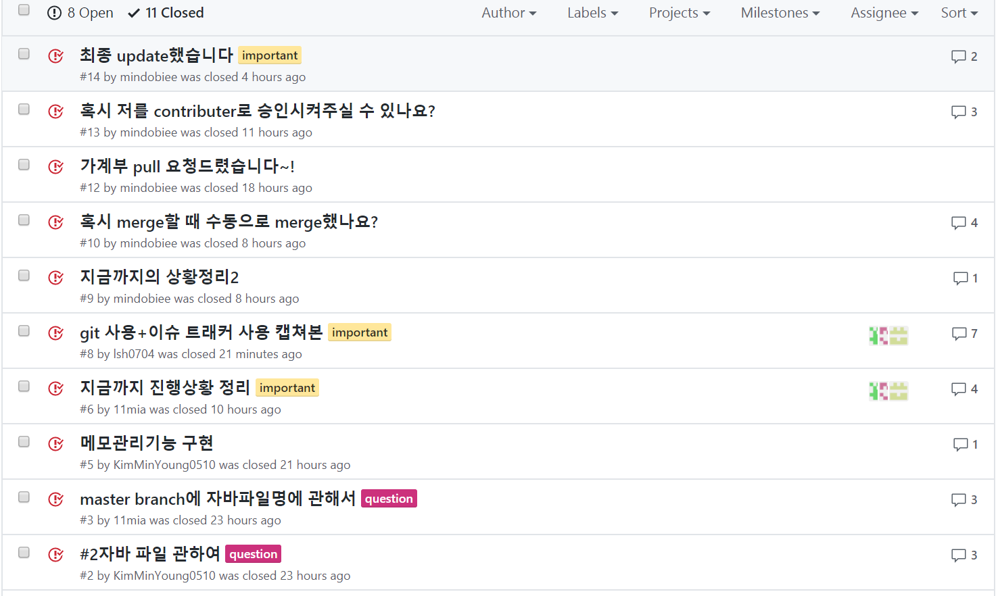 8 Open 11 Closed Author Labels Projects Milestones Assignee Sort
최종 update했습니다 important 2
#14 by mindobiee was closed 4 hours ago
혹시 저를 contributer로 승인시켜주실 수 있나요? 3
#13 by mindobiee was closed 11 hours ago
가계부 pull 요청드렸습니다~!
#12 by mindobiee was closed 18 hours ago
혹시 merge할 때 수동으로 merge했나요? 4
#10 by mindobiee was closed 8 hours ago
지금까지의 상황정리2 1
#9 by mindobiee was closed 8 hours ago
git 사용+이슈 트래커 사용 캡쳐본 important 7
#8 by lsh0704 was closed 21 minutes ago
지금까지 진행상황 정리 important 4
#6 by 11mia was closed 10 hours ago
메모관리기능 구현 1
#5 by KimMinYoung0510 was closed 21 hours ago
master branch에 자바파일명에 관해서 question 3
#3 by 11mia was closed 23 hours ago
#2자바 파일 관하여 question 3
#2 by KimMinYoung0510 was closed 23 hours ago